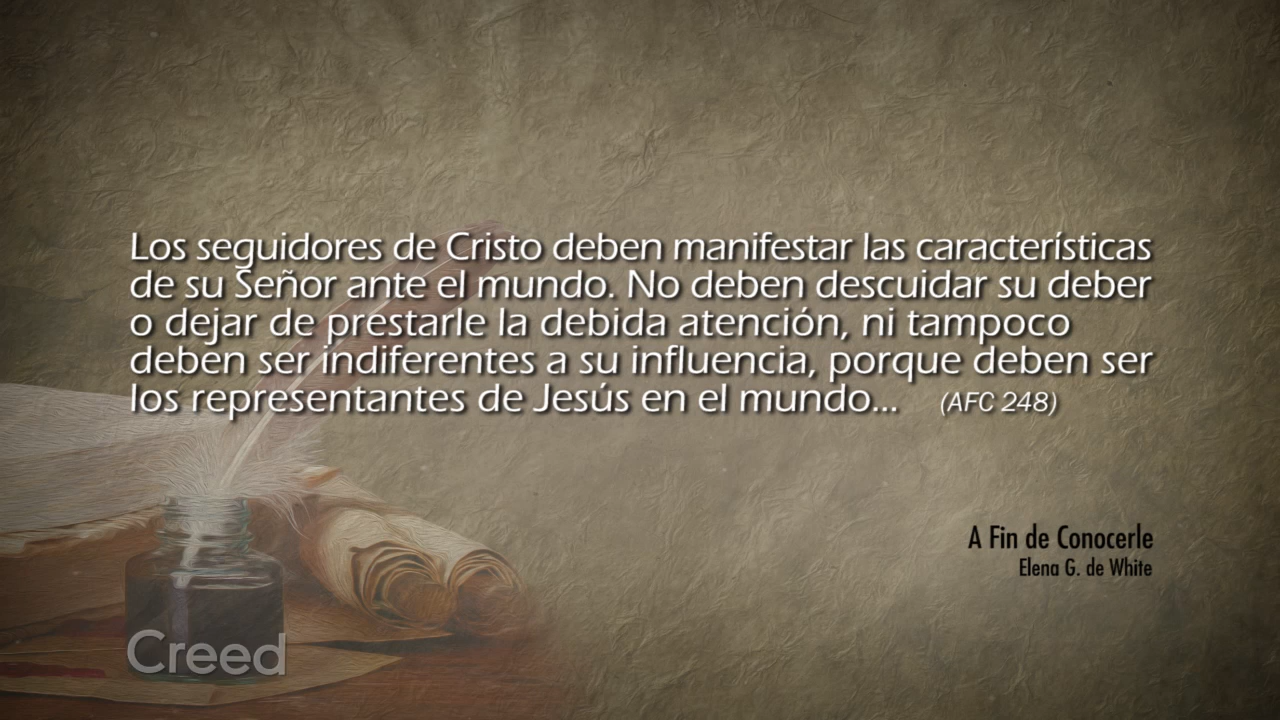 Los seguidores de Cristo deben manifestar las características
de su Señor ante el mundo. No deben descuidar su deber
o dejar de prestarle la debida atención, ni tampoco
deben ser indiferentes a su influencia, porque deben ser
los representantes de Jesús en el mundo... (AFC 248)
A Fin de Conocerle
Elena G. de White
Creed